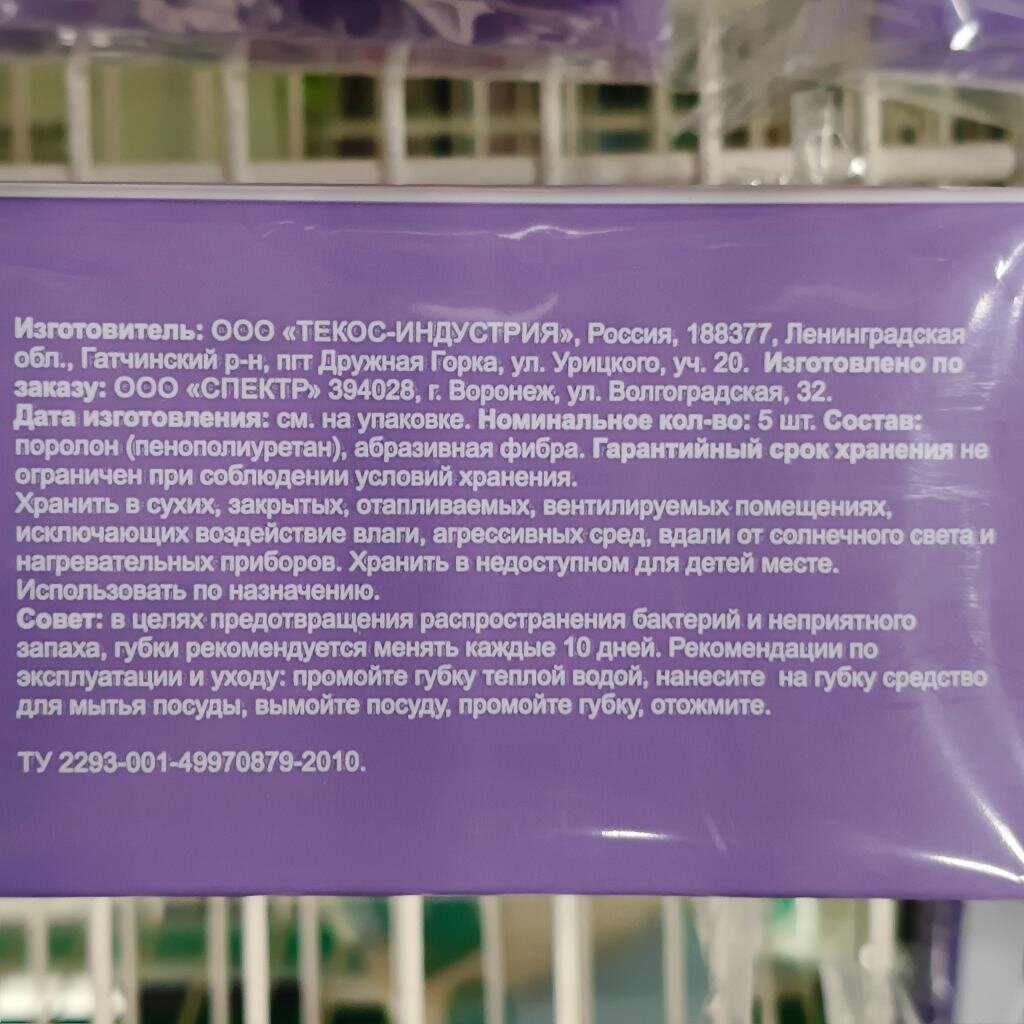 Изготовитель: ООО «ТЕКОС-ИНДУСТРИЯ», Россия, 188377, Ленинградская
обл., Гатчинский р-н, пгт Дружная Горка, ул. Урицкого, уч. 20. Изготовлено по
заказу: ООО «СПЕКТР» 394028, г. Воронеж, ул. Волгоградская, 32.
Дата изготовления: см. на упаковке. Номинальное кол-во: 5 шт. Состав:
поролон (пенополиуретан), абразивная фибра. Гарантийный срок хранения не
ограничен при соблюдении условий хранения.
Хранить в сухих, закрытых, отапливаемых, вентилируемых помещениях,
исключающих воздействие влаги, агрессивных сред, вдали от солнечного света и
нагревательных приборов. Хранить в недоступном для детей месте.
Использовать по назначению.
Совет: в целях предотвращения распространения бактерий и неприятного
запаха, губки рекомендуется менять каждые 10 дней. Рекомендации по
эксплуатации и уходу: промойте губку теплой водой, нанесите на губку средство
для мытья посуды, вымойте посуду, промойте губку, отожмите.
ТУ 2293-001-49970879-2010.